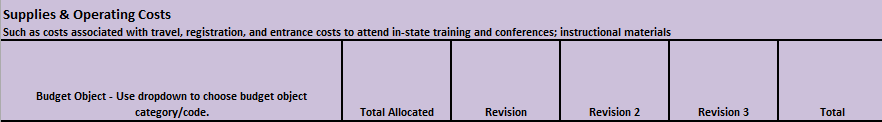 Supplies & Operating Costs
Such as costs associated with travel, registration, and entrance costs to attend in-state training and conferences; instructional materials
Budget Object - Use dropdown to choose budget object
category/code.
Total Allocated
Revision
Revision 2
Revision 3
Total